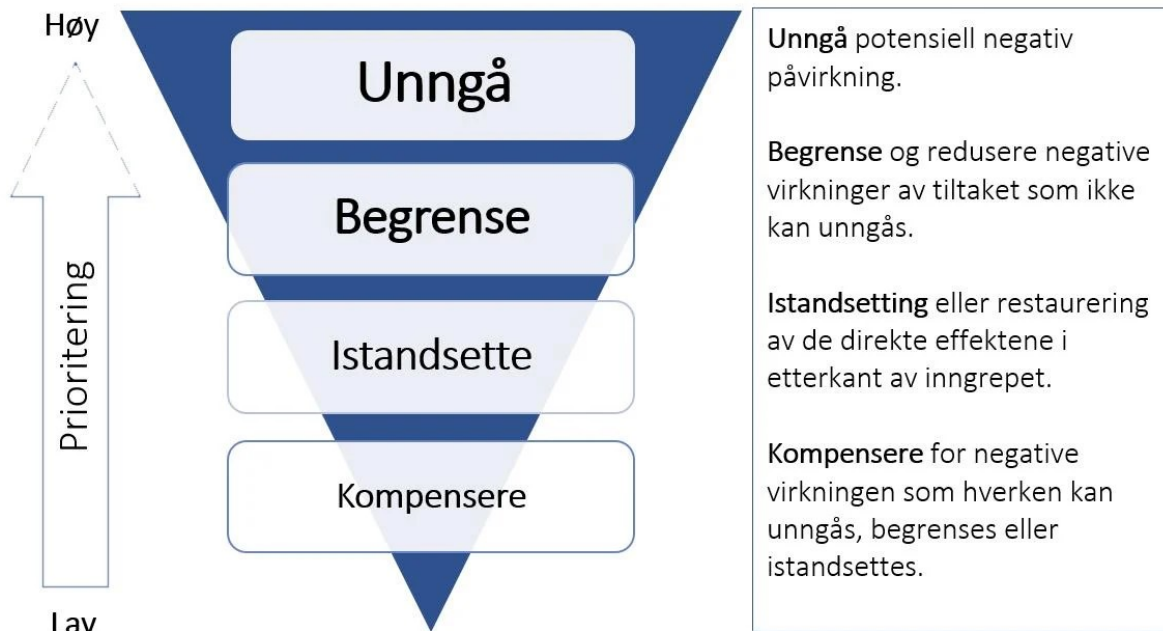 Høy
Prioritering
Lav
Unngå
Begrense
Istandsette
Kompensere
Unngå potensiell negativ
påvirkning.
Begrense og redusere negative
virkninger av tiltaket som ikke
kan unngås.
Istandsetting eller restaurering
av de direkte effektene i
etterkant av inngrepet.
Kompensere for negative
virkningen som hverken kan
unngås, begrenses eller
istandsettes.